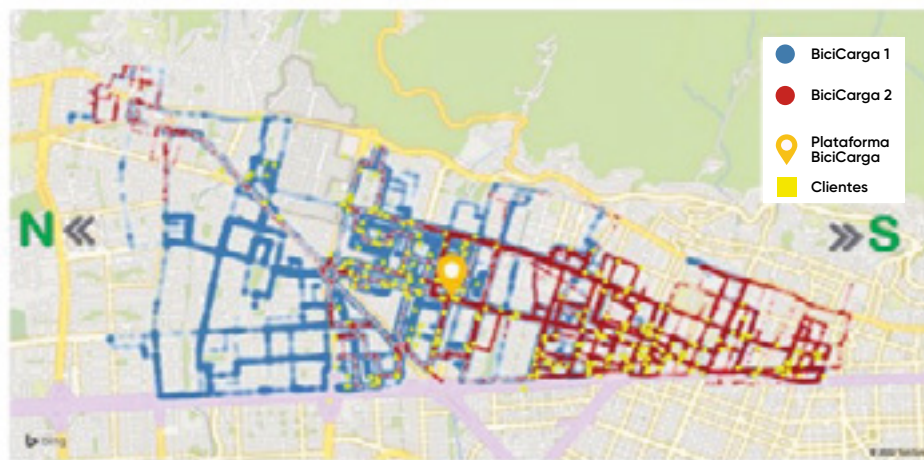 BiciCarga 1
BiciCarga 2
Plataforma
BiciCarga
Clientes
N «
» S
bing